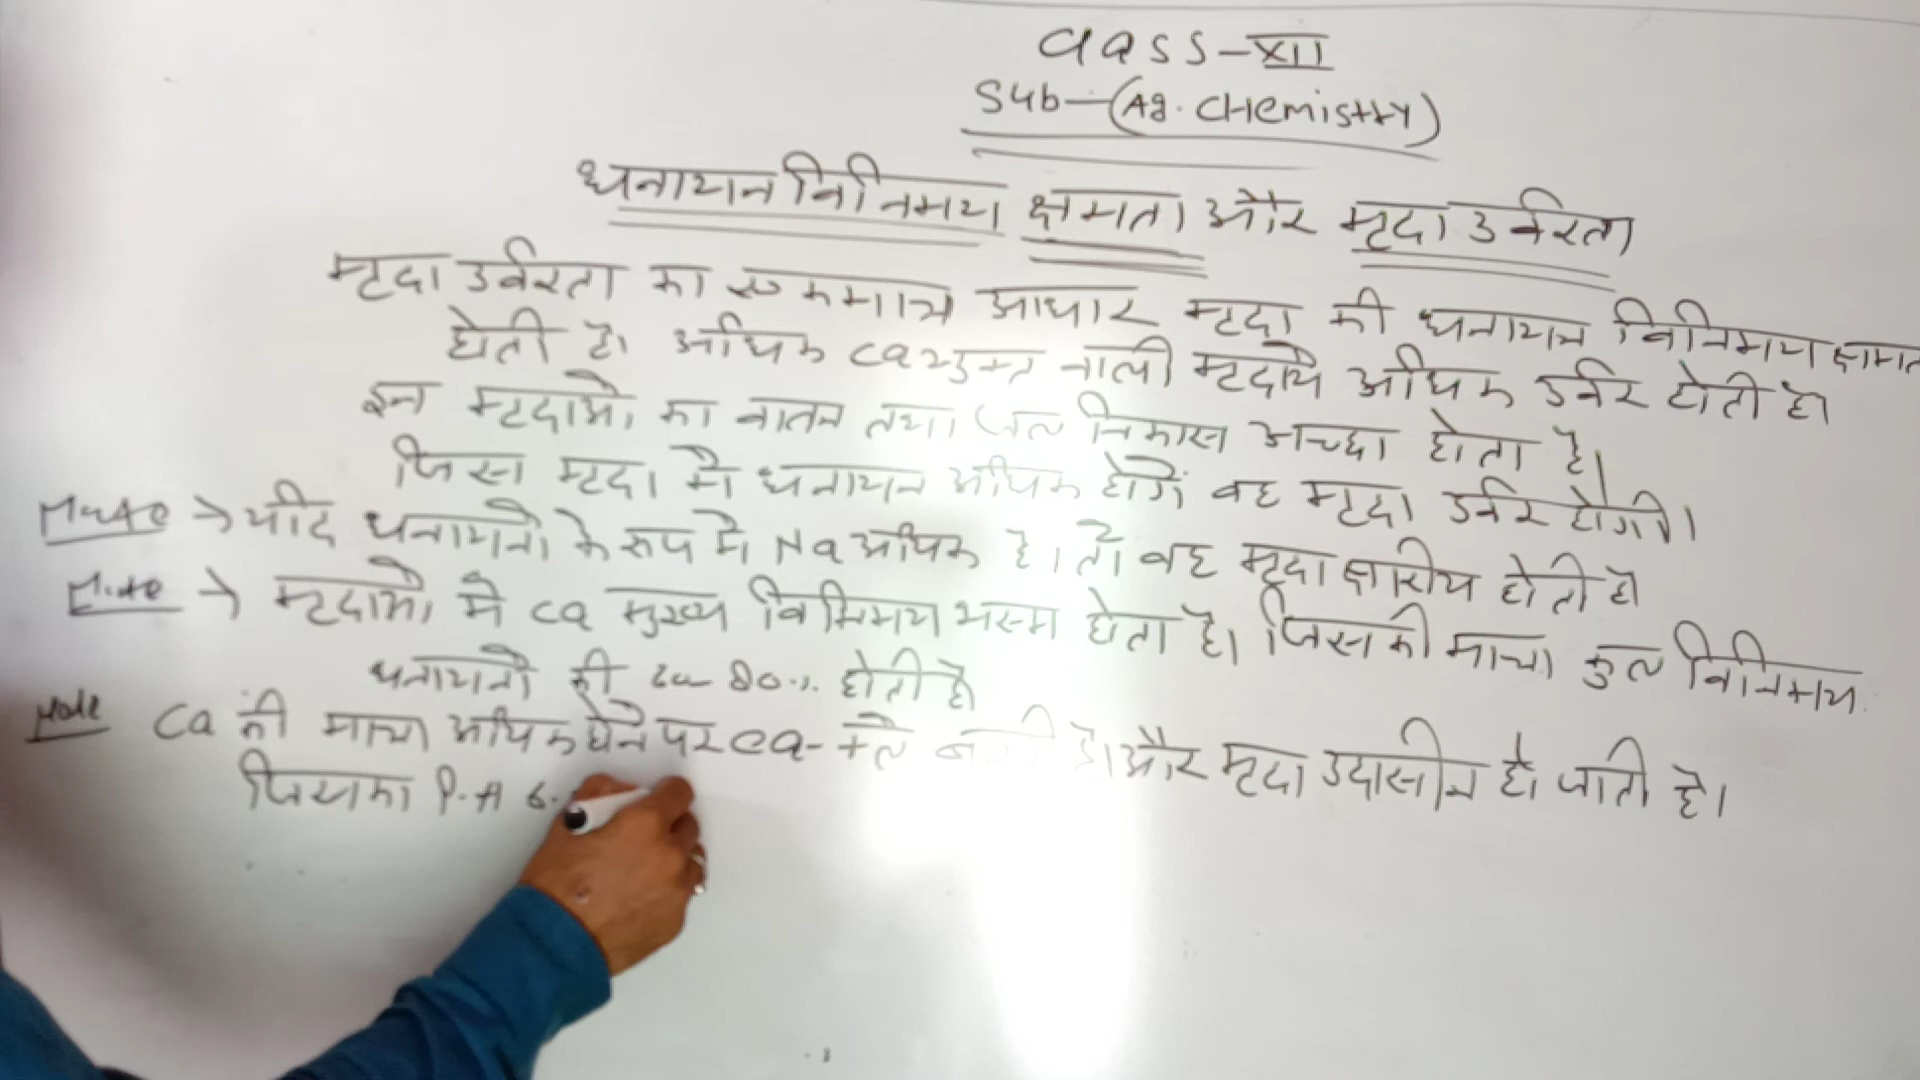 Class-XII
Sub-(Ag. Chemistry)
धनायन विनिमय क्षमता और मृदा उर्वरता
मृदा उर्वरता का एकमात्र आधार मृदा की धनायन विनिमय क्षमता
होती है। अधिक Ca युक्त वाली मृदायें अधिक उर्वर होती है।
इन मृदाओं का वातन तथा जल निकास अच्छा होता है।
जिस मृदा में धनायन अधिक होगें वह मृदा उर्वर होगी।
Note → यदि धनायनों के रूप में Na अधिक है। तो वह मृदा क्षारीय होती है
Note → मृदाओं में Ca मुख्य विनिमय भस्म होता है। जिसकी मात्रा कुल विनिमय
धनायनों की 80% होती है
Note Ca की मात्रा अधिक होने पर Ca- है। और मृदा उदासीन हो जाती है।
जिसका P.H 6.